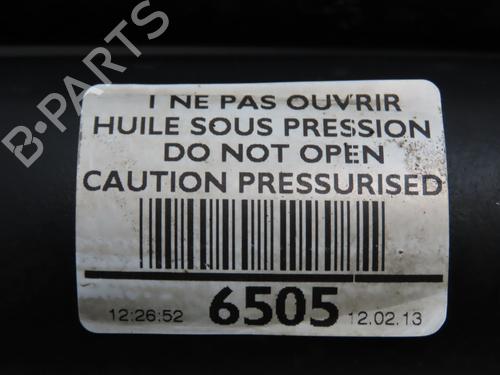 I NE PAS OUVRIR
HUILE SOUS PRESSION
DO NOT OPEN
CAUTION PRESSURISED
12:26:52 6505 12.02.13
B-PARTS